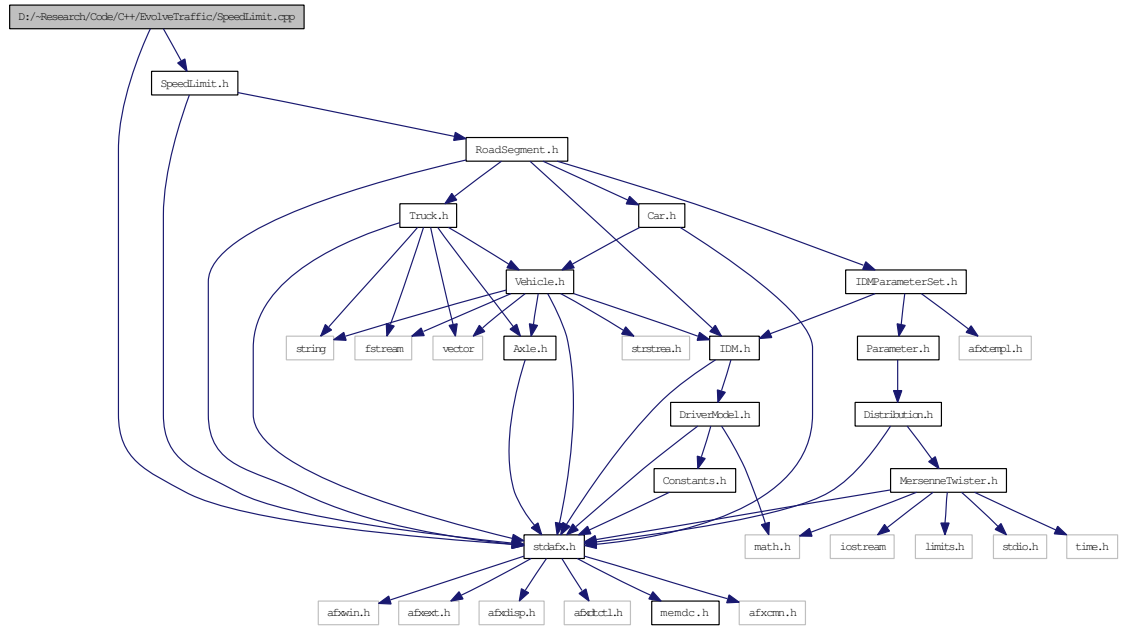 D:/~Research/Code/C++/EvolveTraffic/SpeedLimit.cpp
SpeedLimit.h
RoadSegment.h
Truck.h
Car.h
Vehicle.h
IDMParameterSet.h
string
fstream
vector
Axle.h
strstrea.h
IDM.h
Parameter.h
afxtempl.h
DriverModel.h
Distribution.h
Constants.h
MersenneTwister.h
stdafx.h
math.h
iostream
limits.h
stdio.h
time.h
afxwin.h
afxext.h
afxdisp.h
afxdtctl.h
memdc.h
afxcmn.h